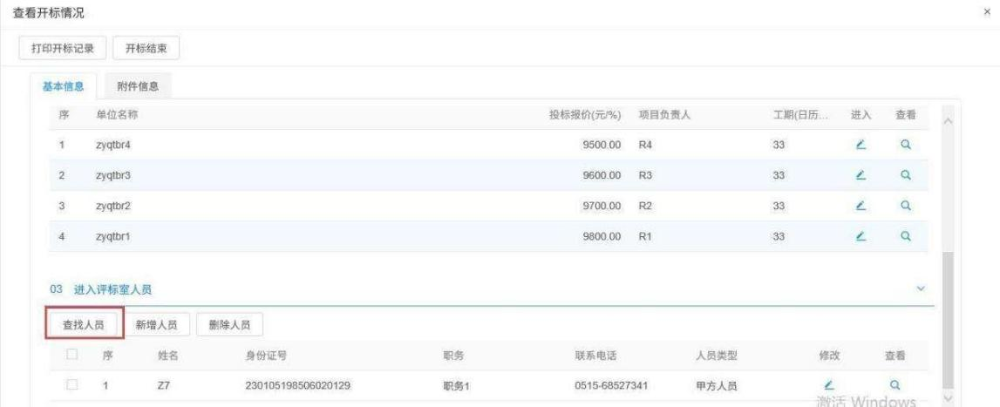 查看开标情况 ×
打印开标记录 开标结束
基本信息 附件信息
序 单位名称 投标报价(元/%) 项目负责人 工期(日历... 进入 查看
1 zyqtbr4 9500.00 R4 33
2 zyqtbr3 9600.00 R3 33
3 zyqtbr2 9700.00 R2 33
4 zyqtbr1 9800.00 R1 33
03 进入评标室人员
查找人员 新增人员 删除人员
序 姓名 身份证号 职务 联系电话 人员类型 修改 查看
1 Z7 230105198506020129 职务1 0515-68527341 甲方人员
激活 Windows